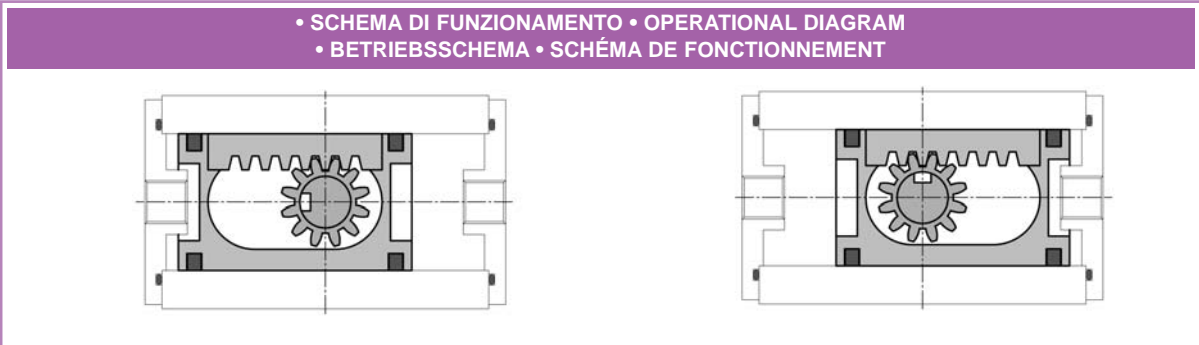 • SCHEMA DI FUNZIONAMENTO • OPERATIONAL DIAGRAM
• BETRIEBSSCHEMA • SCHÉMA DE FONCTIONNEMENT